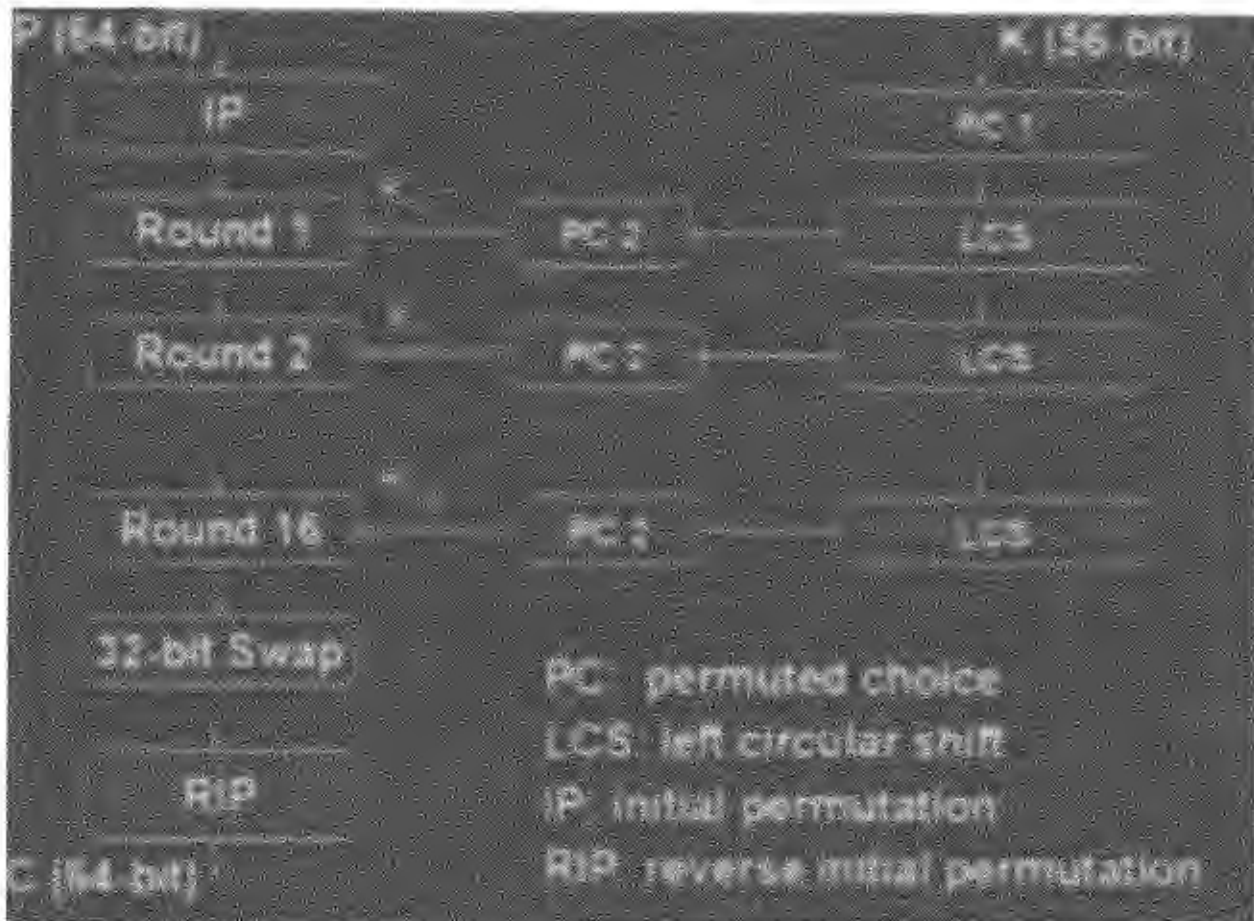 P (64-bit)
K (56-bit)
IP
PC 1
Round 1
K
PC 2
LCS
Round 2
K
PC 2
LCS
Round 16
PC 2
LCS
32-bit Swap
RIP
C (64-bit)
PC: permuted choice
LCS: left circular shift
IP: initial permutation
RIP: reverse initial permutation